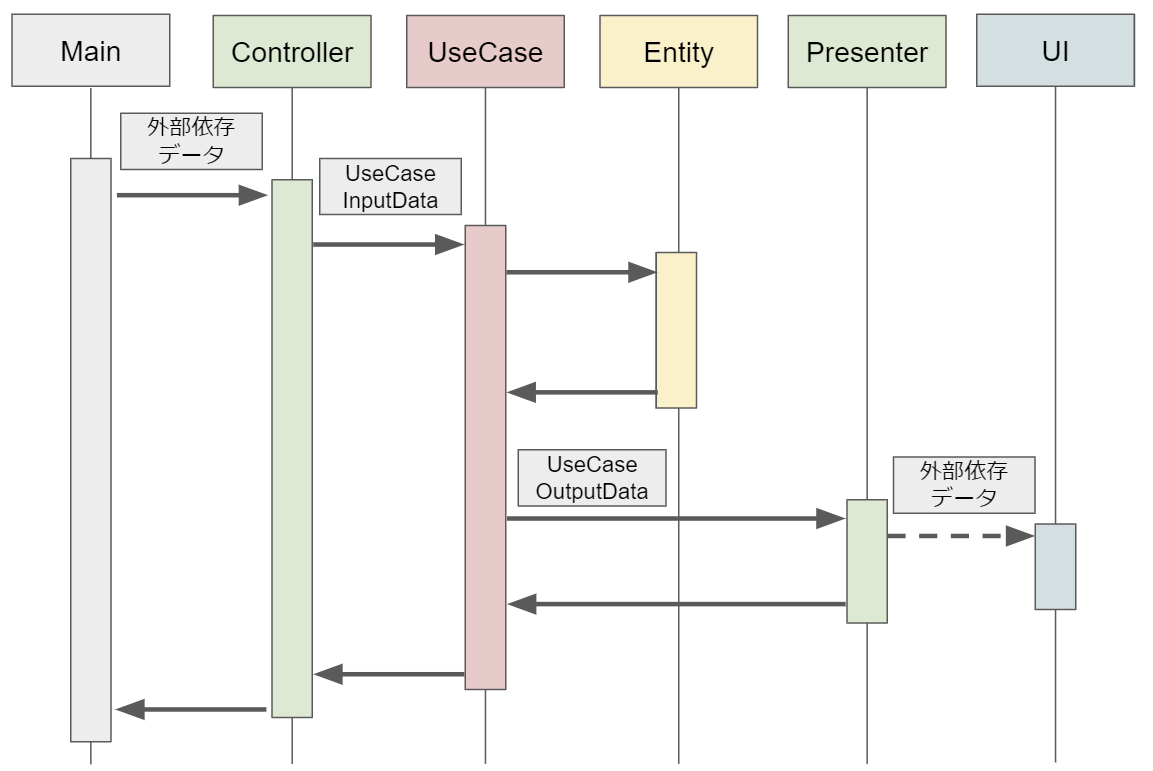 Main
Controller
UseCase
Entity
Presenter
UI
外部依存
データ
UseCase
InputData
UseCase
OutputData
外部依存
データ